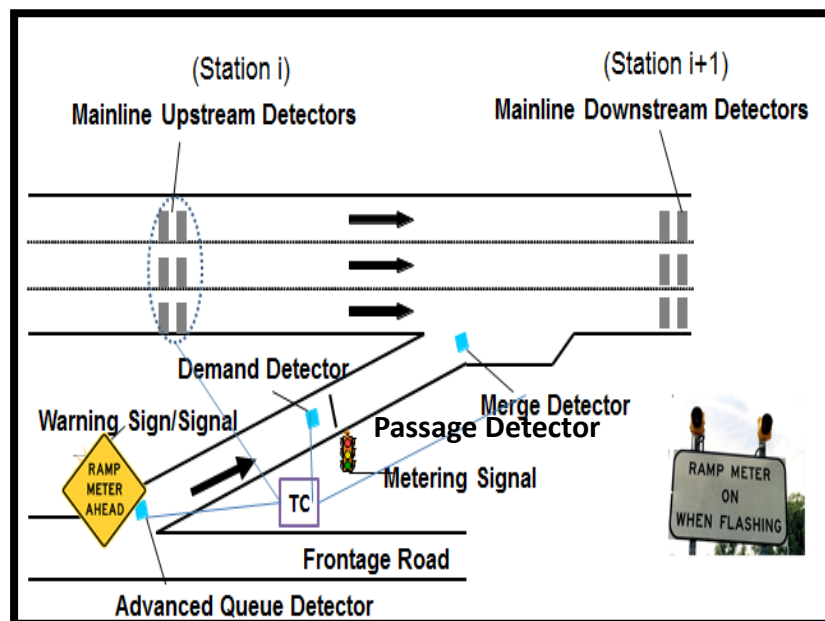 (Station i)
Mainline Upstream Detectors
(Station i+1)
Mainline Downstream Detectors
Demand Detector
Warning Sign/Signal
Merge Detector
Passage Detector
RAMP
METER
AHEAD
Metering Signal
TC
RAMP METER
ON
WHEN FLASHING
Frontage Road
Advanced Queue Detector